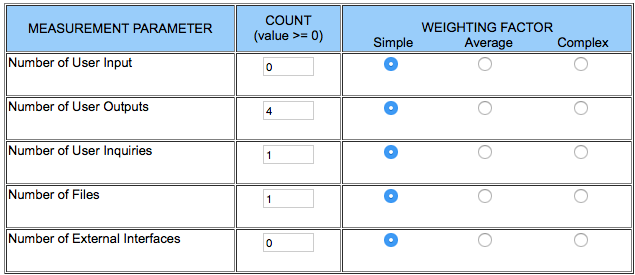 MEASUREMENT PARAMETER
COUNT
(value >= 0)
WEIGHTING FACTOR
Simple Average Complex
Number of User Input 0
Number of User Outputs 4
Number of User Inquiries 1
Number of Files 1
Number of External Interfaces 0